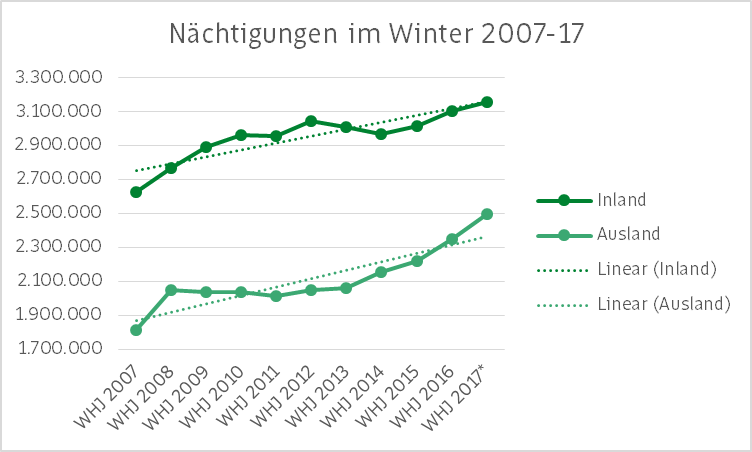 Nächtigungen im Winter 2007-17
3.300.000
3.100.000
2.900.000
2.700.000
2.500.000
2.300.000
2.100.000
1.900.000
1.700.000
WHJ 2007
WHJ 2008
WHJ 2009
WHJ 2010
WHJ 2011
WHJ 2012
WHJ 2013
WHJ 2014
WHJ 2015
WHJ 2016
WHJ 2017*
Inland
Ausland
Linear (Inland)
Linear (Ausland)